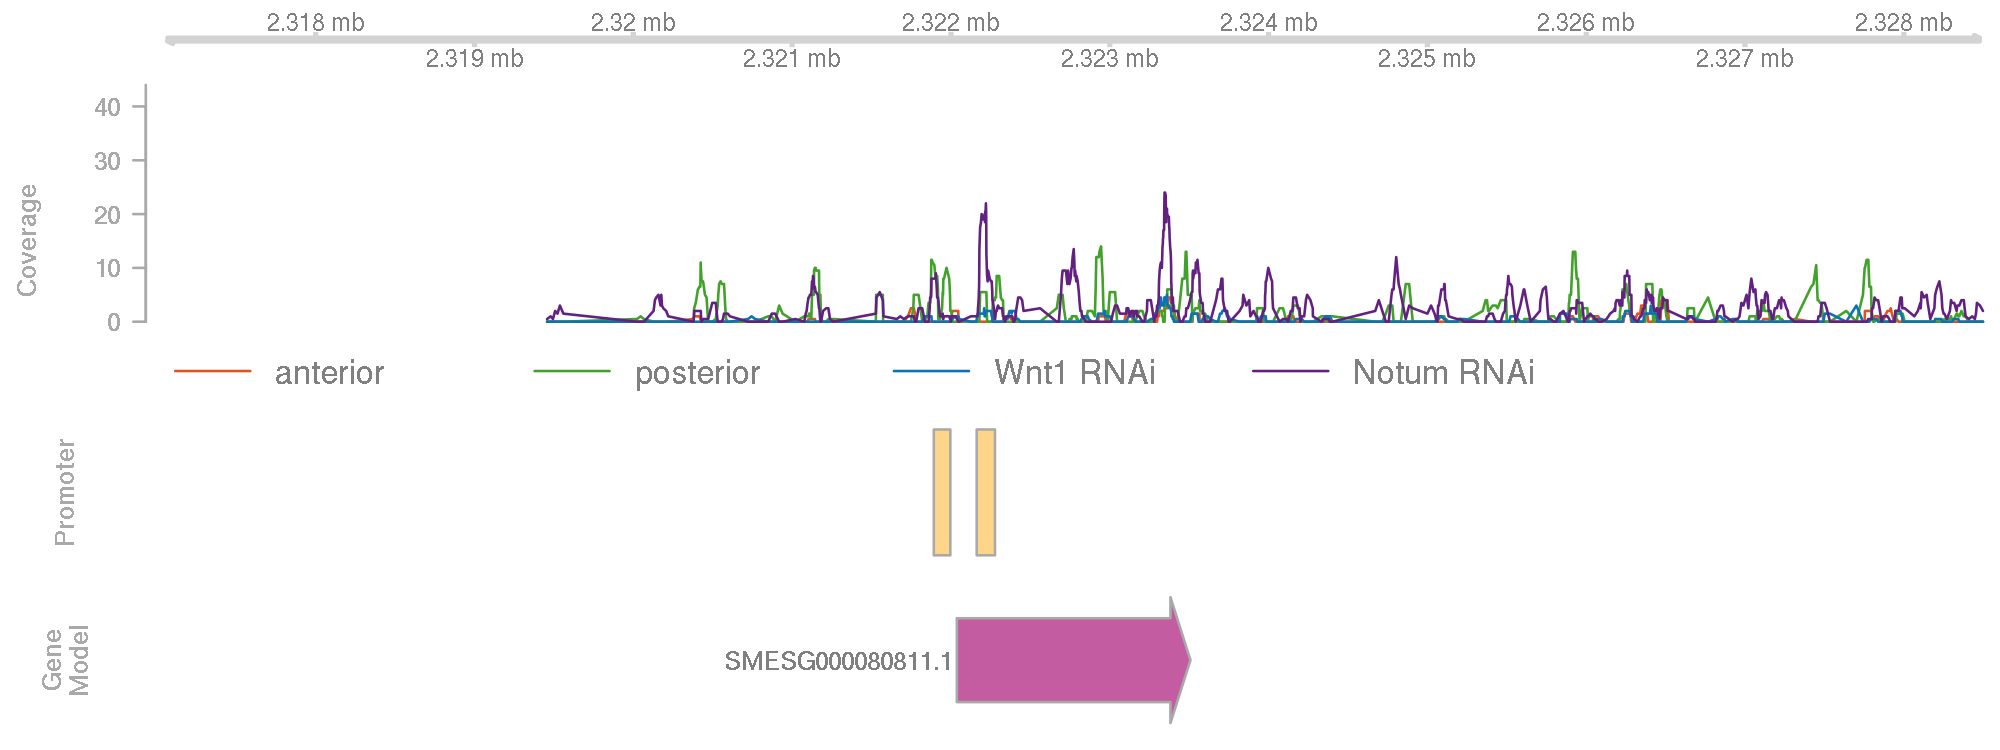 2.318 mb 2.32 mb 2.322 mb 2.324 mb 2.326 mb 2.328 mb
2.319 mb 2.321 mb 2.323 mb 2.325 mb 2.327 mb
Coverage
40
30
20
10
0
anterior posterior Wnt1 RNAi Notum RNAi
Promoter
Gene
Model
SMESG000080811.1